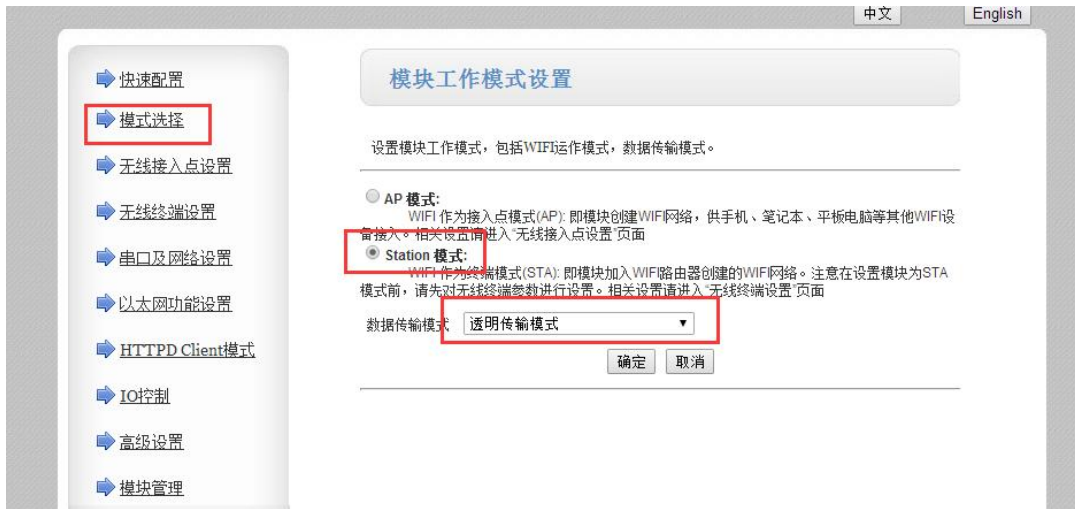 中文 English
快速配置
模式选择
无线接入点设置
无线终端设置
串口及网络设置
以太网功能设置
HTTPD Client模式
IO控制
高级设置
模块管理
模块工作模式设置
设置模块工作模式，包括WIFI运作模式，数据传输模式。
AP 模式:
WIFI 作为接入点模式(AP): 即模块创建WIFI网络，供手机、笔记本、平板电脑等其他WIFI设
备接入。相关设置请进入“无线接入点设置”页面
Station 模式:
WIFI 作为终端模式(STA): 即模块加入WIFI路由器创建的WIFI网络。注意在设置模块为STA
模式前，请先对无线终端参数进行设置。相关设置请进入“无线终端设置”页面
数据传输模式 透明传输模式
确定 取消